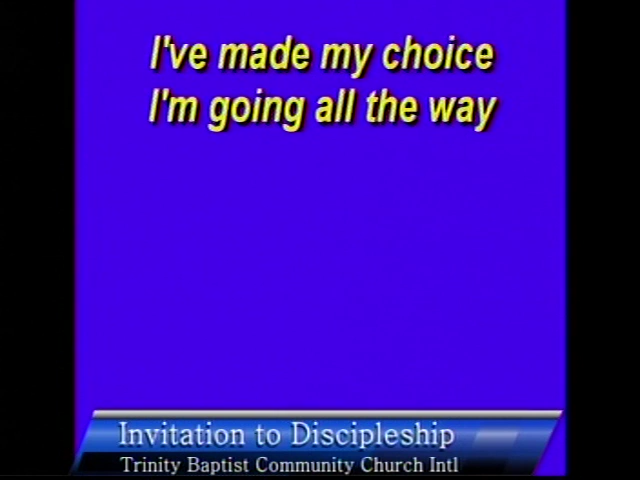 I've made my choice
I'm going all the way
Invitation to Discipleship
Trinity Baptist Community Church Intl